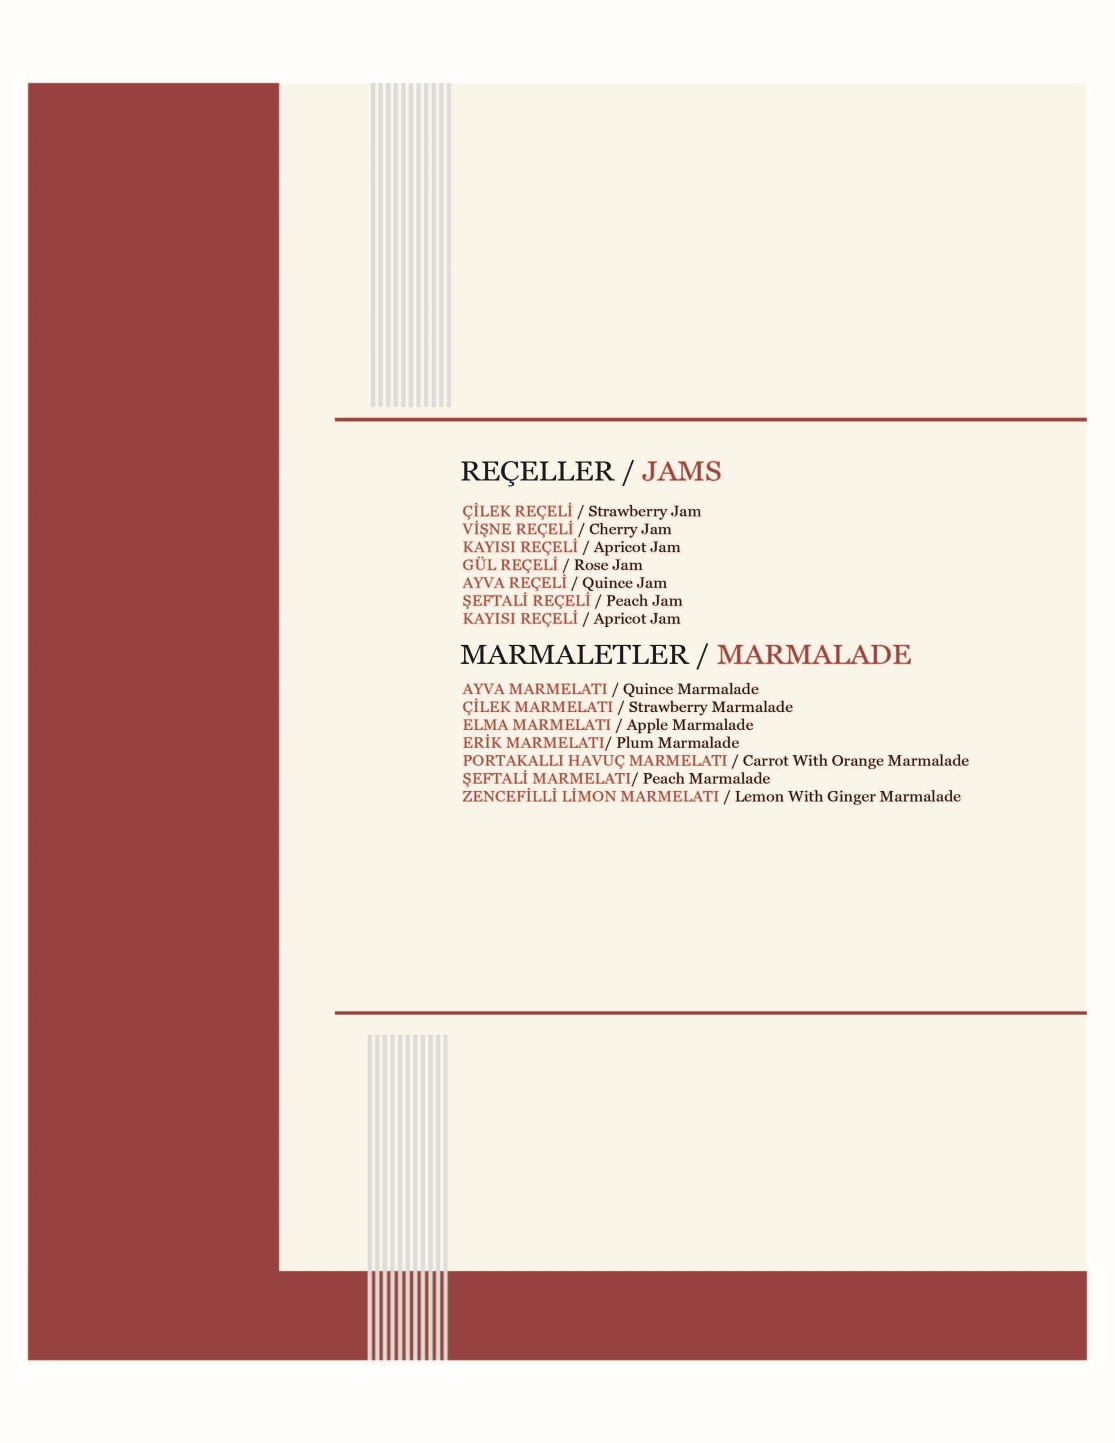 REÇELLER / JAMS
ÇİLEK REÇELİ / Strawberry Jam
VİŞNE REÇELİ / Cherry Jam
KAYISI REÇELİ / Apricot Jam
GÜL REÇELİ / Rose Jam
AYVA REÇELİ / Quince Jam
ŞEFTALİ REÇELİ / Peach Jam
KAYISI REÇELİ / Apricot Jam
MARMALETLER / MARMALADE
AYVA MARMELATI / Quince Marmalade
ÇİLEK MARMELATI / Strawberry Marmalade
ELMA MARMELATI / Apple Marmalade
ERİK MARMELATI/ Plum Marmalade
PORTAKALLI HAVUÇ MARMELATI / Carrot With Orange Marmalade
ŞEFTALİ MARMELATI/ Peach Marmalade
ZENCEFİLLİ LİMON MARMELATI / Lemon With Ginger Marmalade